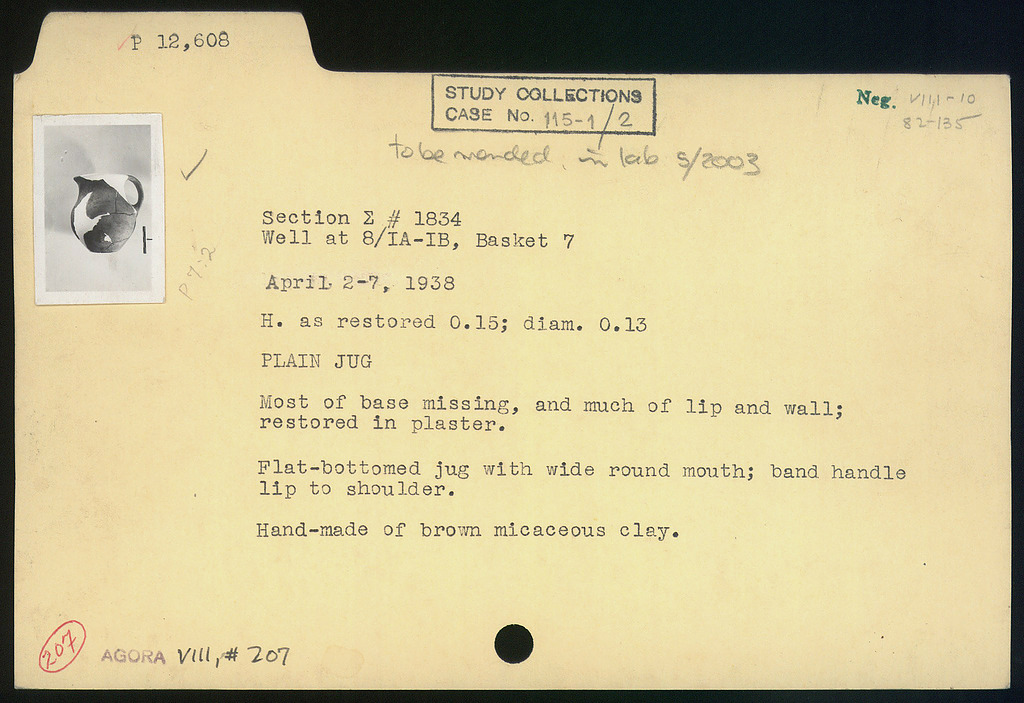 P 12,608
STUDY COLLECTIONS
CASE No. 115-1/2
Neg. VIII-10
82-135
to be mended in lab 5/2003
P 7:2
Section Σ # 1834
Well at 8/IA-IB, Basket 7
April 2-7, 1938
H. as restored 0.15; diam. 0.13
PLAIN JUG
Most of base missing, and much of lip and wall;
restored in plaster.
Flat-bottomed jug with wide round mouth; band handle
lip to shoulder.
Hand-made of brown micaceous clay.
207
AGORA VIII, # 207